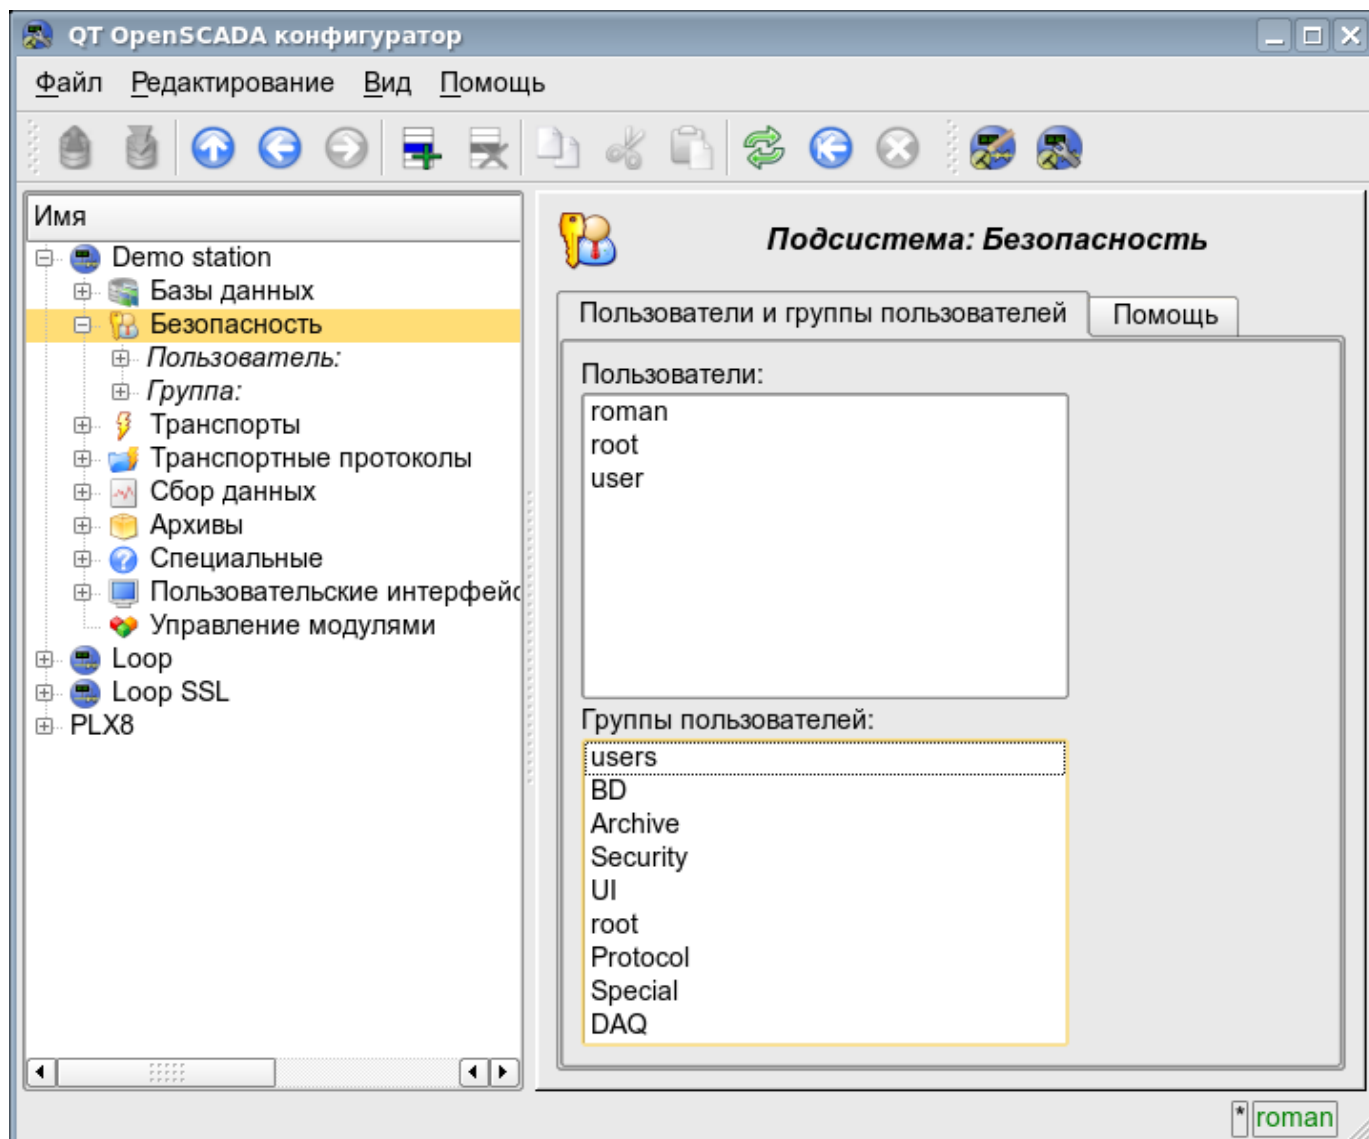 QT OpenSCADA конфигуратор
Файл Редактирование Вид Помощь
Имя
Demo station
Базы данных
Безопасность
Пользователь:
Группа:
Транспорты
Транспортные протоколы
Сбор данных
Архивы
Специальные
Пользовательские интерфейс
Управление модулями
Loop
Loop SSL
PLX8
Подсистема: Безопасность
Пользователи и группы пользователей Помощь
Пользователи:
roman
root
user
Группы пользователей:
users
BD
Archive
Security
UI
root
Protocol
Special
DAQ
* roman